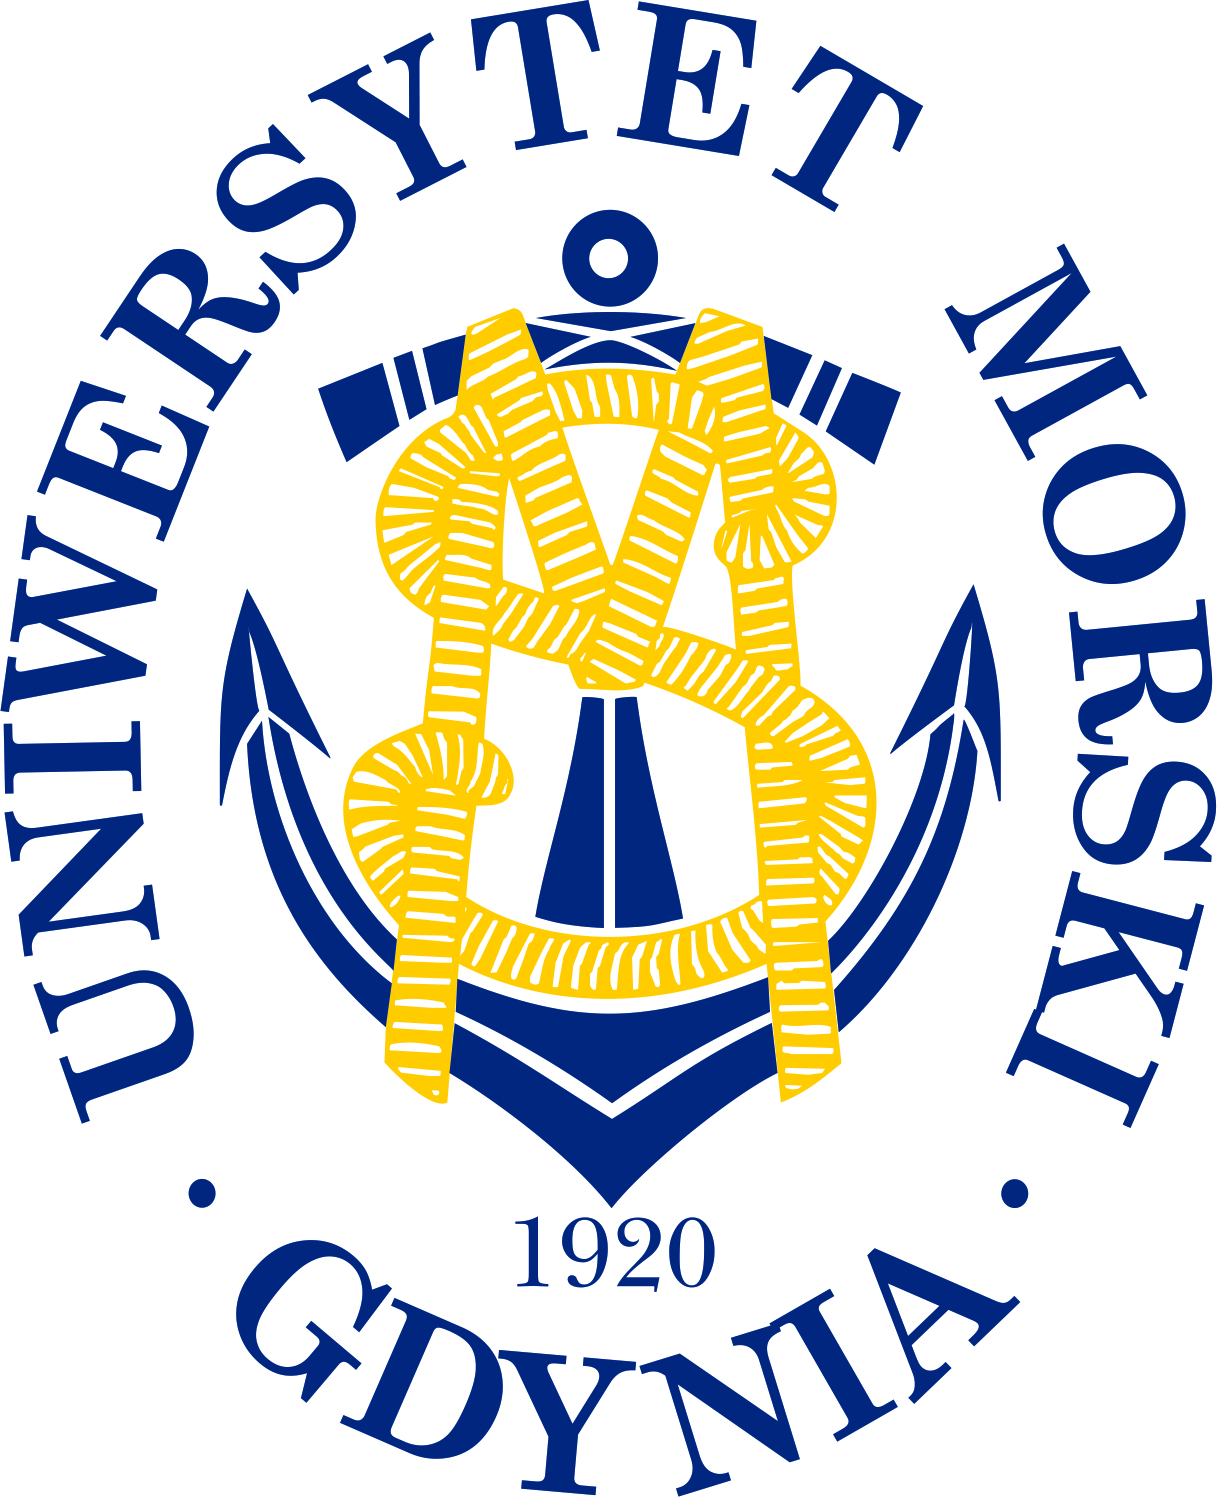 UNIWERSYTET MORSKI
1920
• GDYNIA •